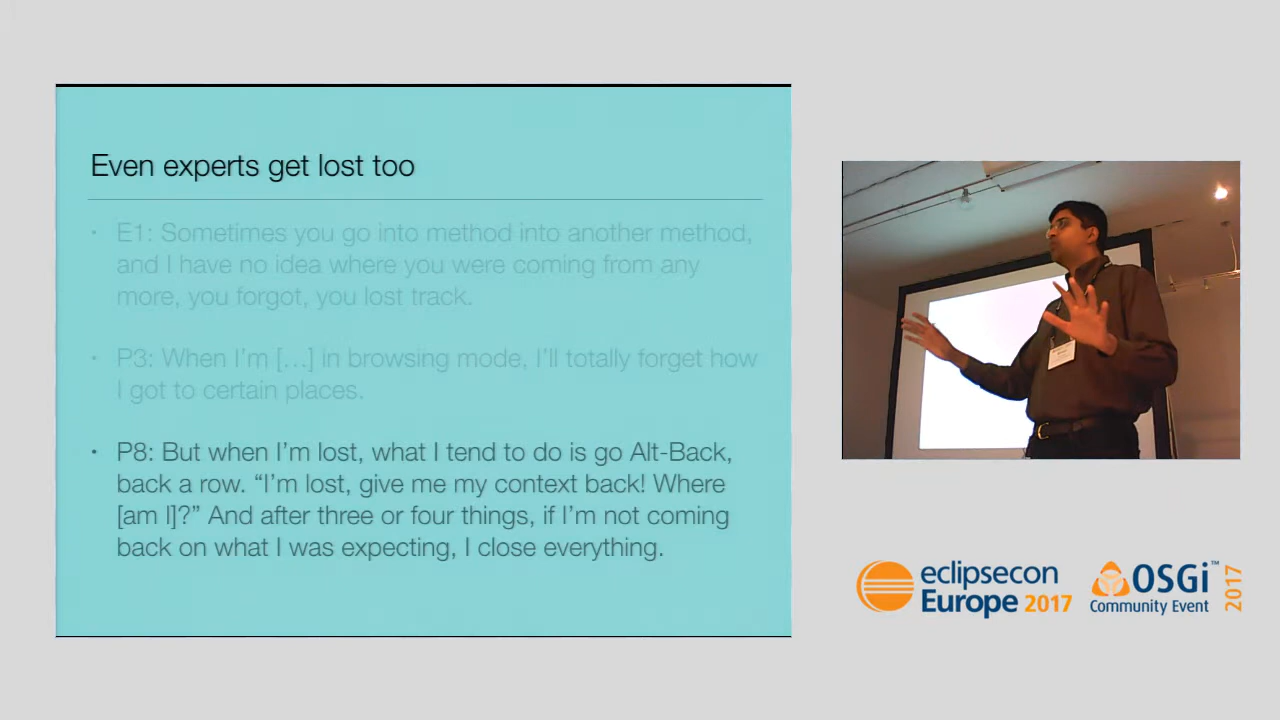 Even experts get lost too
• E1: Sometimes you go into method into another method,
and I have no idea where you were coming from any
more, you forgot, you lost track.
• P3: When I'm […] in browsing mode, I'll totally forget how
I got to certain places.
• P8: But when I'm lost, what I tend to do is go Alt-Back,
back a row. “I'm lost, give me my context back! Where
[am I]?” And after three or four things, if I'm not coming
back on what I was expecting, I close everything.
eclipsecon
Europe 2017
OSGi™
Community Event
2017